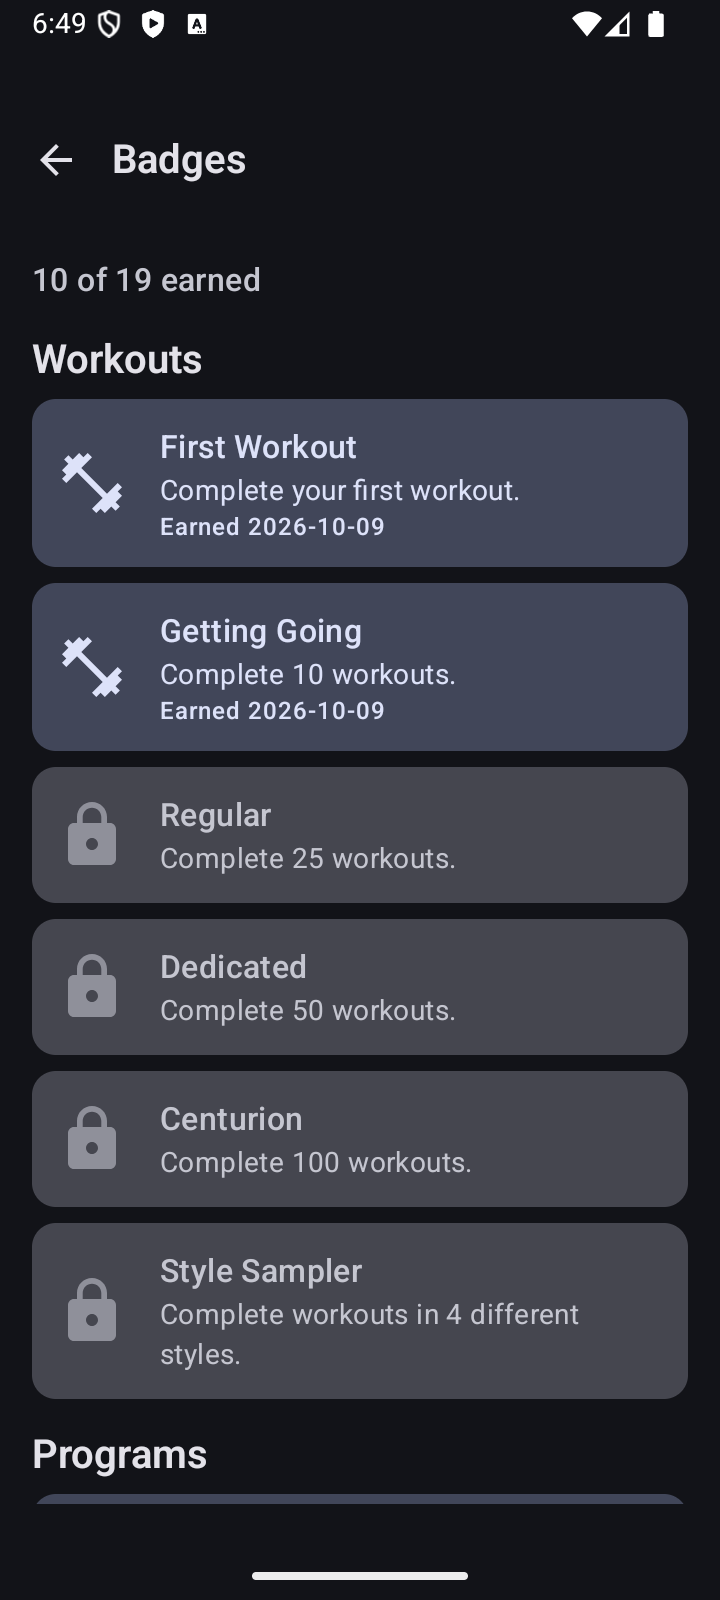 6:49
Badges
10 of 19 earned
Workouts
First Workout
Complete your first workout.
Earned 2026-10-09
Getting Going
Complete 10 workouts.
Earned 2026-10-09
Regular
Complete 25 workouts.
Dedicated
Complete 50 workouts.
Centurion
Complete 100 workouts.
Style Sampler
Complete workouts in 4 different
styles.
Programs